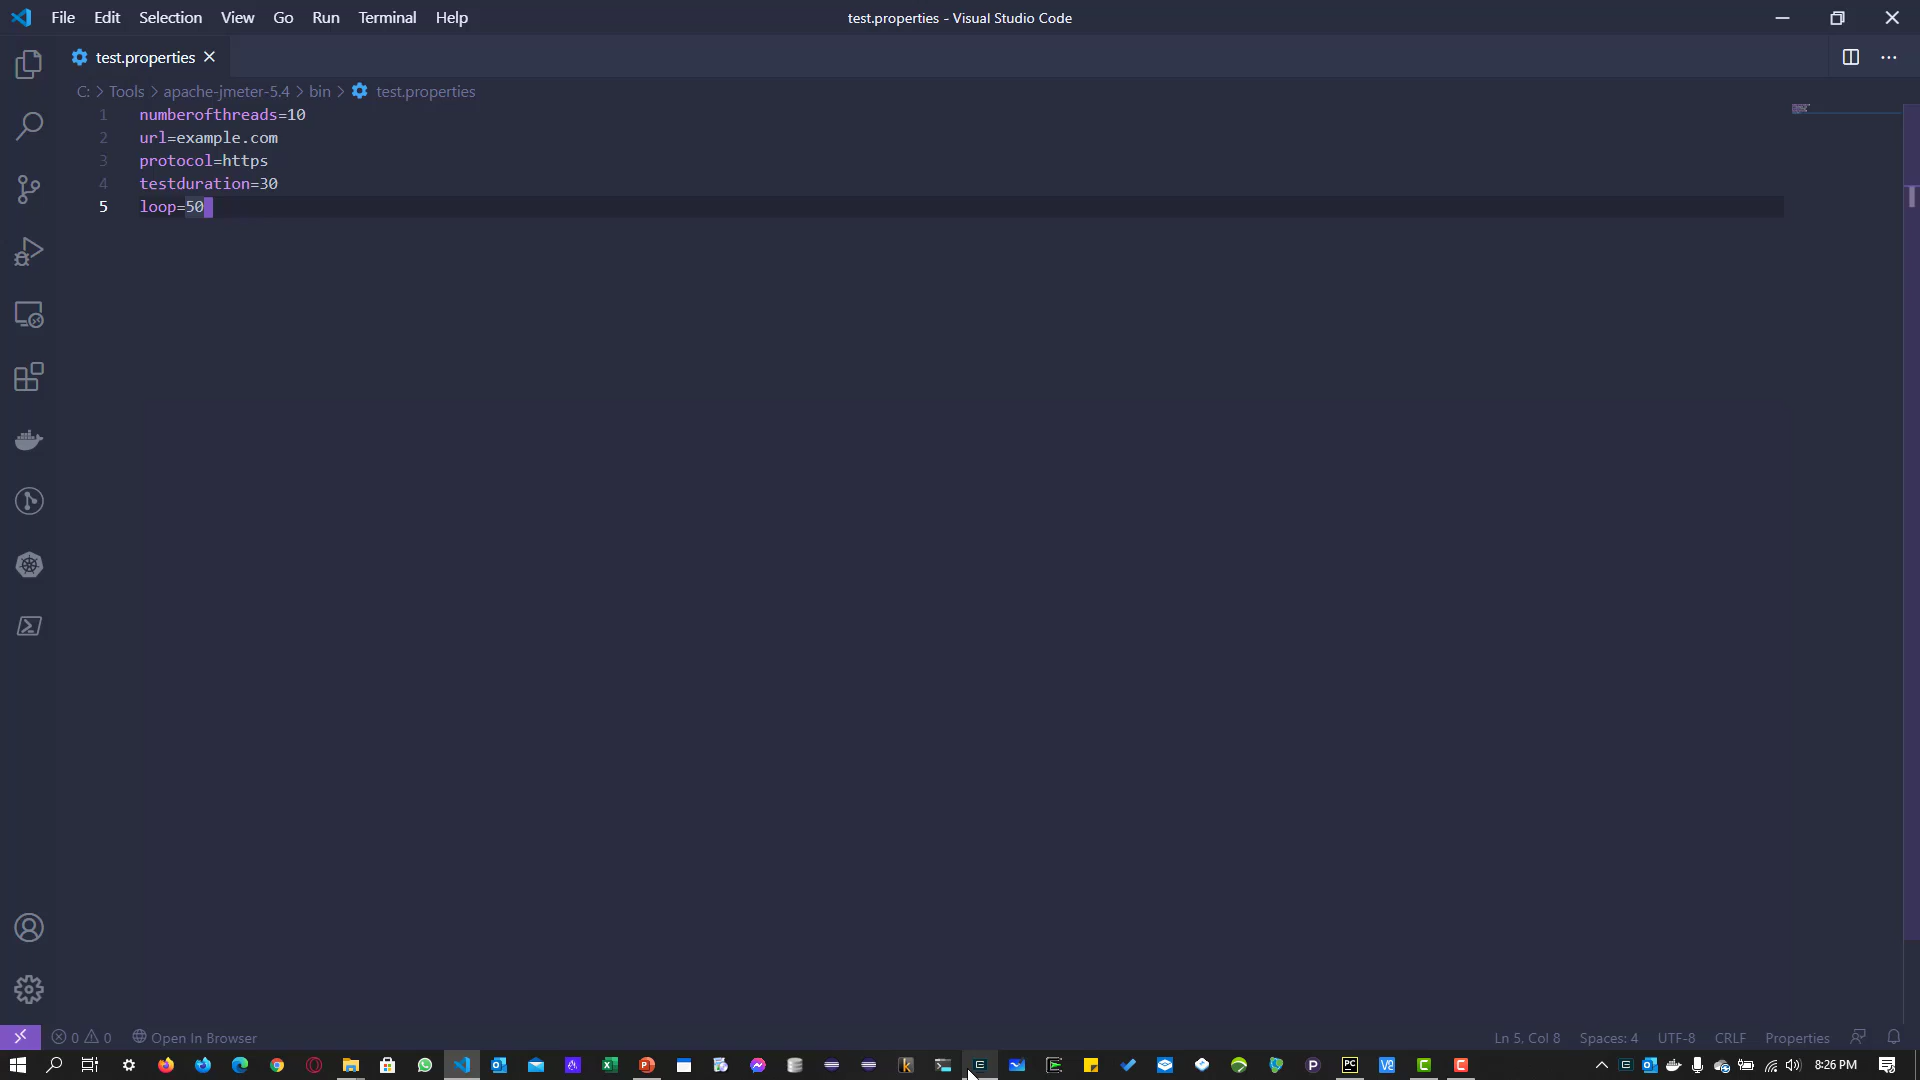 File Edit Selection View Go Run Terminal Help
test.properties - Visual Studio Code
test.properties
C: > Tools > apache-jmeter-5.4 > bin > test.properties
1 numberofthreads=10
2 url=example.com
3 protocol=https
4 testduration=30
5 loop=50
0 0 Open In Browser
Ln 5, Col 8 Spaces: 4 UTF-8 CRLF Properties
8:26 PM